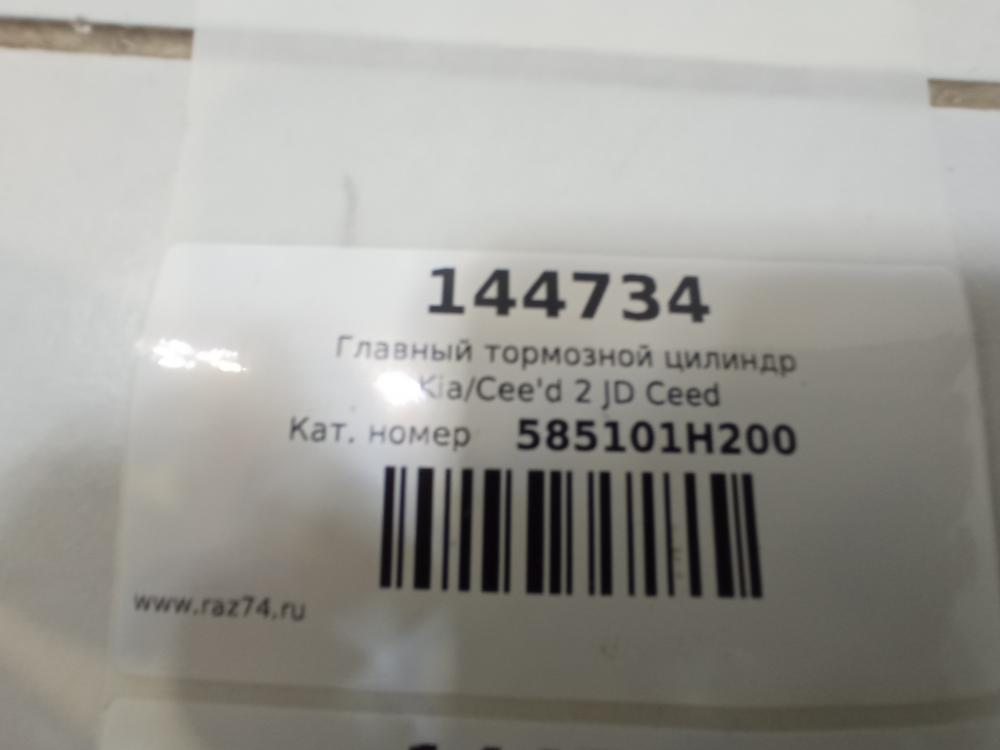 144734
Главный тормозной цилиндр
Kia/Cee'd 2 JD Ceed
Кат. номер 585101H200
www.raz74.ru